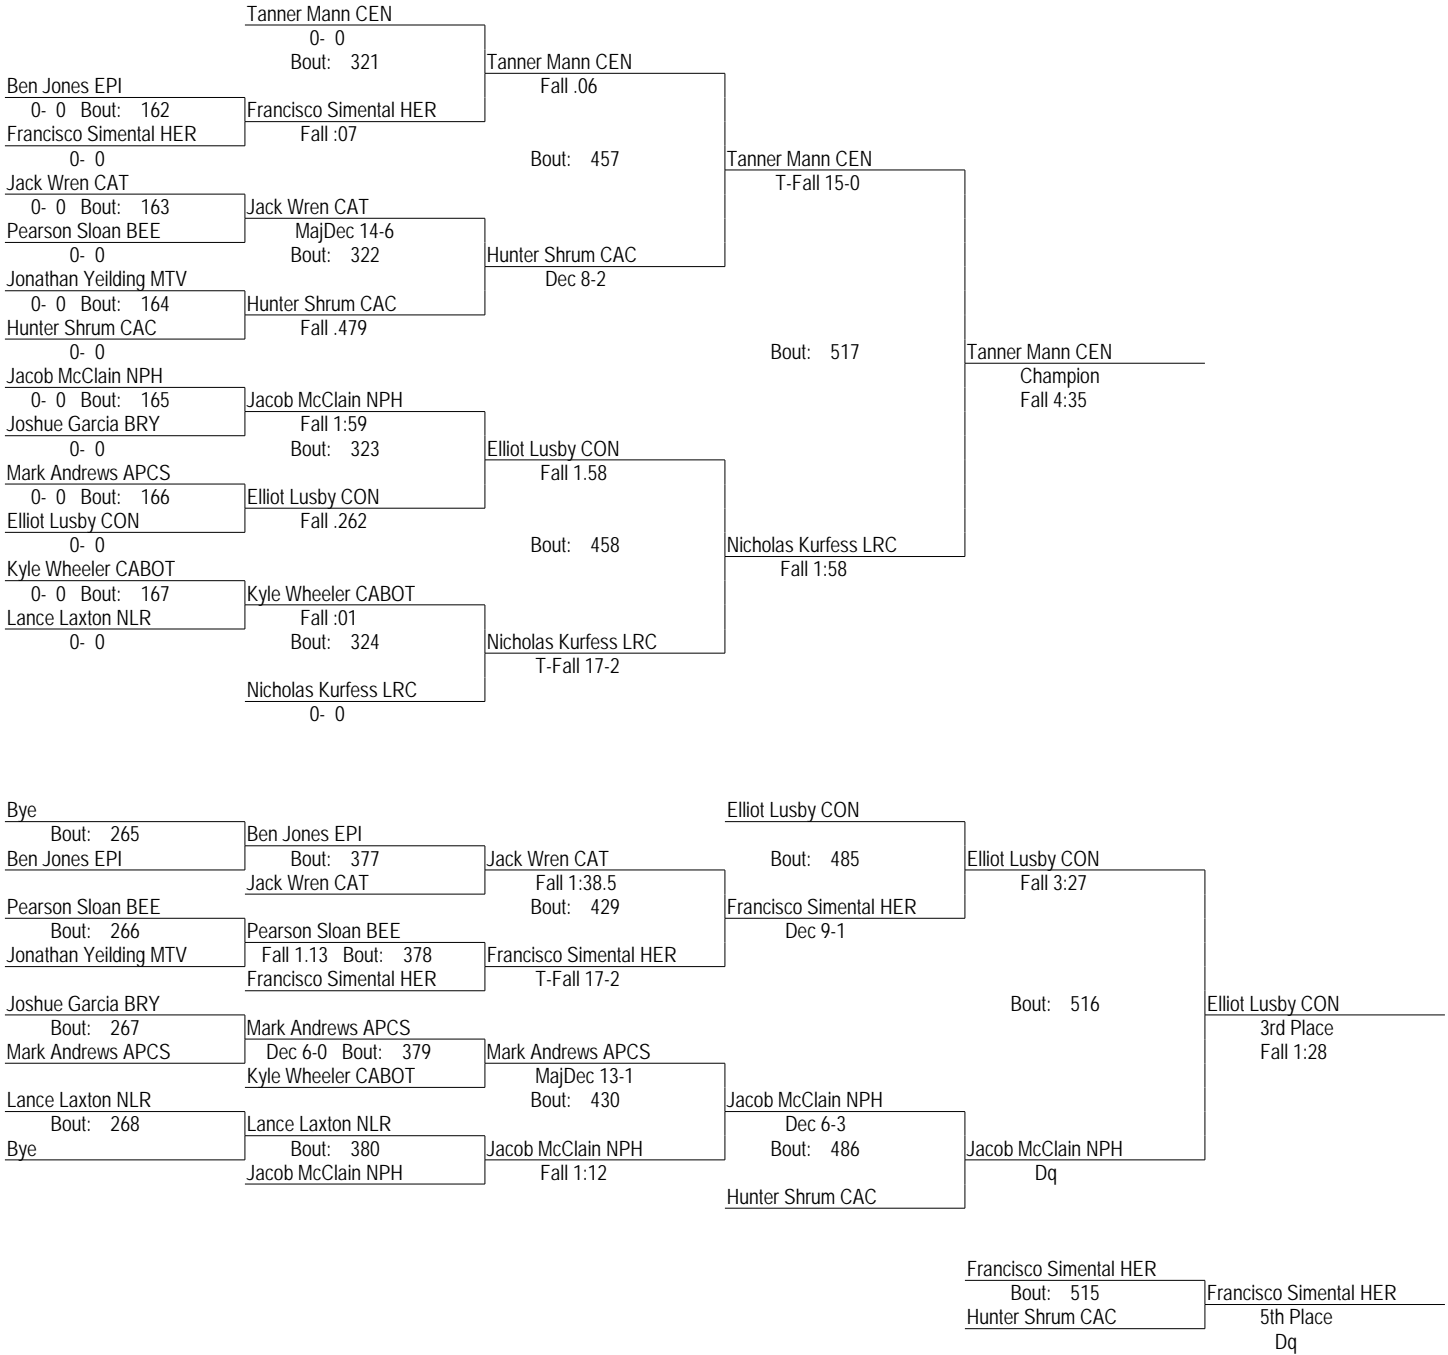 Tanner Mann CEN
0- 0
Bout: 321
Tanner Mann CEN
Fall .06
Ben Jones EPI
0- 0 Bout: 162
Francisco Simental HER
Fall :07
Francisco Simental HER
0- 0
Bout: 457
Tanner Mann CEN
T-Fall 15-0
Jack Wren CAT
0- 0 Bout: 163
Jack Wren CAT
MajDec 14-6
Pearson Sloan BEE
0- 0
Bout: 322
Hunter Shrum CAC
Dec 8-2
Jonathan Yeilding MTV
0- 0 Bout: 164
Hunter Shrum CAC
Fall .479
Hunter Shrum CAC
0- 0
Bout: 517
Tanner Mann CEN
Champion
Fall 4:35
Jacob McClain NPH
0- 0 Bout: 165
Jacob McClain NPH
Fall 1:59
Joshue Garcia BRY
0- 0
Bout: 323
Elliot Lusby CON
Fall 1.58
Mark Andrews APCS
0- 0 Bout: 166
Elliot Lusby CON
Fall .262
Elliot Lusby CON
0- 0
Bout: 458
Nicholas Kurfess LRC
Fall 1:58
Kyle Wheeler CABOT
0- 0 Bout: 167
Kyle Wheeler CABOT
Fall :01
Lance Laxton NLR
0- 0
Bout: 324
Nicholas Kurfess LRC
T-Fall 17-2
Nicholas Kurfess LRC
0- 0
Bye
Bout: 265
Ben Jones EPI
Ben Jones EPI
Bout: 377
Jack Wren CAT
Jack Wren CAT
Fall 1:38.5
Bout: 429
Elliot Lusby CON
Bout: 485
Elliot Lusby CON
Fall 3:27
Pearson Sloan BEE
Bout: 266
Jonathan Yeilding MTV
Pearson Sloan BEE
Fall 1.13 Bout: 378
Francisco Simental HER
Francisco Simental HER
T-Fall 17-2
Francisco Simental HER
Dec 9-1
Joshue Garcia BRY
Bout: 267
Mark Andrews APCS
Mark Andrews APCS
Dec 6-0 Bout: 379
Kyle Wheeler CABOT
Mark Andrews APCS
MajDec 13-1
Bout: 430
Bout: 516
Elliot Lusby CON
3rd Place
Fall 1:28
Lance Laxton NLR
Bout: 268
Bye
Lance Laxton NLR
Bout: 380
Jacob McClain NPH
Jacob McClain NPH
Fall 1:12
Jacob McClain NPH
Dec 6-3
Bout: 486
Hunter Shrum CAC
Jacob McClain NPH
Dq
Francisco Simental HER
Bout: 515
Hunter Shrum CAC
Francisco Simental HER
5th Place
Dq